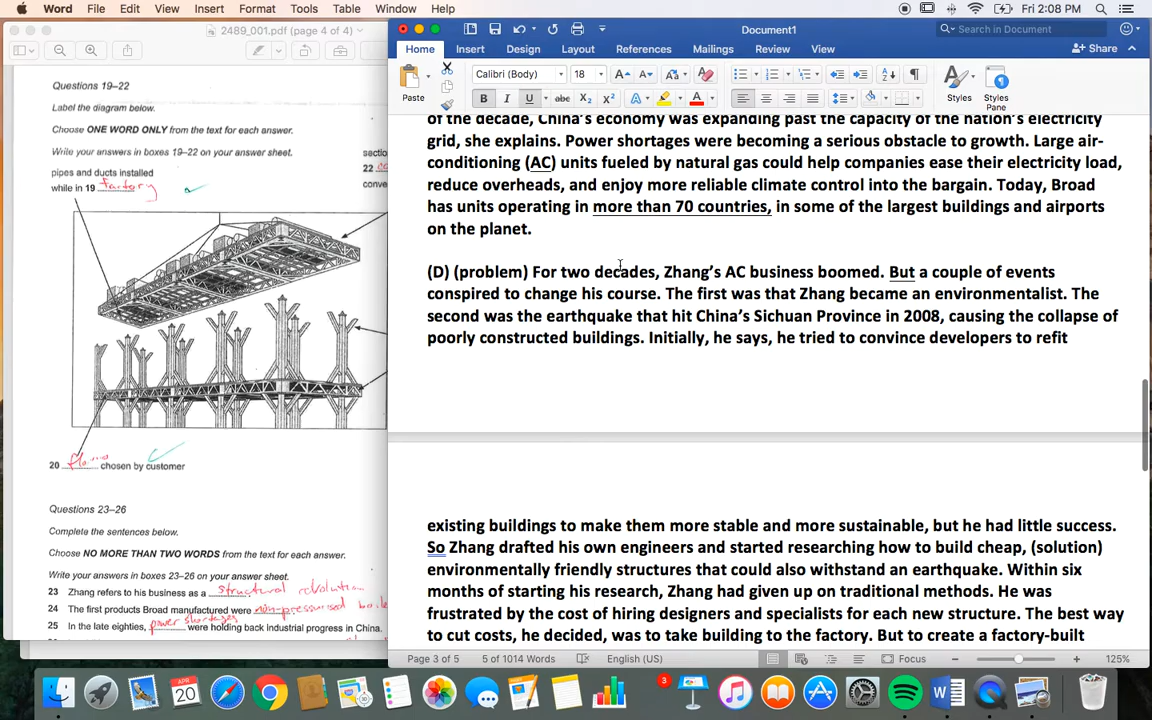 Word File Edit View Insert Format Tools Table Window Help
Fri 2:08 PM
2489_001.pdf (page 4 of 4)
Document1
Search in Document
Home Insert Design Layout References Mailings Review View
Share
Paste
Calibri (Body) 18
Styles
Styles Pane
Questions 19–22
Label the diagram below.
Choose ONE WORD ONLY from the text for each answer.
Write your answers in boxes 19–22 on your answer sheet.
pipes and ducts installed
while in 19 factory
sectio
22
conve
20 chosen by customer
Questions 23–26
Complete the sentences below.
Choose NO MORE THAN TWO WORDS from the text for each answer.
Write your answers in boxes 23–26 on your answer sheet.
23 Zhang refers to his business as a structural revolution
24 The first products Broad manufactured were non-pressurised boile
25 In the late eighties, power shortages were holding back industrial progress in China.
of the decade, China's economy was expanding past the capacity of the nation's electricity
grid, she explains. Power shortages were becoming a serious obstacle to growth. Large air-
conditioning (AC) units fueled by natural gas could help companies ease their electricity load,
reduce overheads, and enjoy more reliable climate control into the bargain. Today, Broad
has units operating in more than 70 countries, in some of the largest buildings and airports
on the planet.
(D) (problem) For two decades, Zhang's AC business boomed. But a couple of events
conspired to change his course. The first was that Zhang became an environmentalist. The
second was the earthquake that hit China's Sichuan Province in 2008, causing the collapse of
poorly constructed buildings. Initially, he says, he tried to convince developers to refit
existing buildings to make them more stable and more sustainable, but he had little success.
So Zhang drafted his own engineers and started researching how to build cheap, (solution)
environmentally friendly structures that could also withstand an earthquake. Within six
months of starting his research, Zhang had given up on traditional methods. He was
frustrated by the cost of hiring designers and specialists for each new structure. The best way
to cut costs, he decided, was to take building to the factory. But to create a factory-built
Page 3 of 5 5 of 1014 Words English (US) Focus 125%
APR
20
3